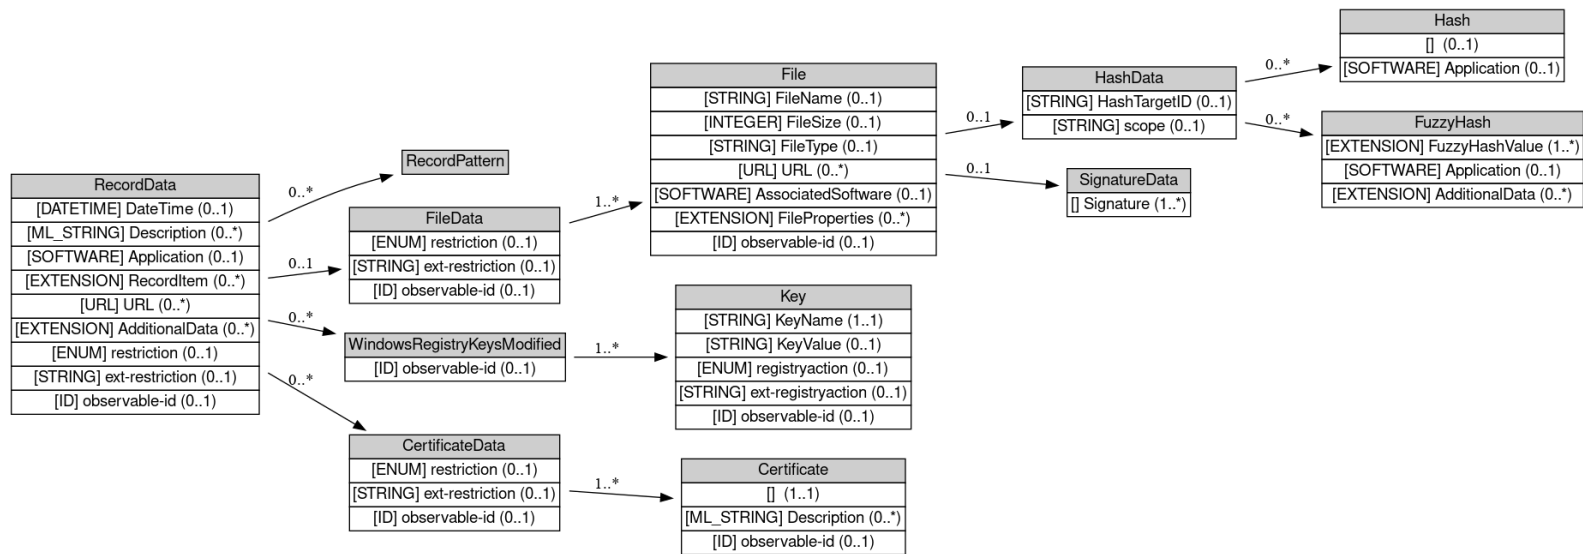 RecordData
[DATETIME] DateTime (0..1)
[ML_STRING] Description (0..*)
[SOFTWARE] Application (0..1)
[EXTENSION] RecordItem (0..*)
[URL] URL (0..*)
[EXTENSION] AdditionalData (0..*)
[ENUM] restriction (0..1)
[STRING] ext-restriction (0..1)
[ID] observable-id (0..1)
0..*
0..1
0..*
0..*
RecordPattern
FileData
[ENUM] restriction (0..1)
[STRING] ext-restriction (0..1)
[ID] observable-id (0..1)
1..*
WindowsRegistryKeysModified
[ID] observable-id (0..1)
1..*
CertificateData
[ENUM] restriction (0..1)
[STRING] ext-restriction (0..1)
[ID] observable-id (0..1)
1..*
File
[STRING] FileName (0..1)
[INTEGER] FileSize (0..1)
[STRING] FileType (0..1)
[URL] URL (0..*)
[SOFTWARE] AssociatedSoftware (0..1)
[EXTENSION] FileProperties (0..*)
[ID] observable-id (0..1)
0..1
0..1
Key
[STRING] KeyName (1..1)
[STRING] KeyValue (0..1)
[ENUM] registryaction (0..1)
[STRING] ext-registryaction (0..1)
[ID] observable-id (0..1)
Certificate
[] (1..1)
[ML_STRING] Description (0..*)
[ID] observable-id (0..1)
HashData
[STRING] HashTargetID (0..1)
[STRING] scope (0..1)
0..*
0..*
SignatureData
[] Signature (1..*)
Hash
[] (0..1)
[SOFTWARE] Application (0..1)
FuzzyHash
[EXTENSION] FuzzyHashValue (1..*)
[SOFTWARE] Application (0..1)
[EXTENSION] AdditionalData (0..*)